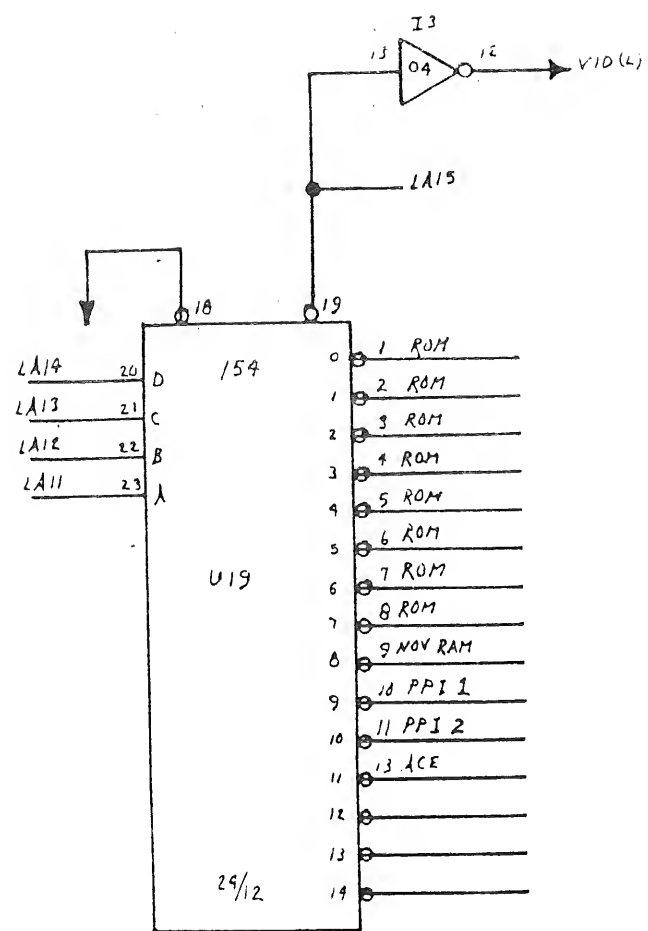 I3
13 04 12 VID(L)
LA15
18 19
LA14 20 D 154
LA13 21 C
LA12 22 B
LA11 23 A
0 1 ROM
1 2 ROM
2 3 ROM
3 4 ROM
4 5 ROM
5 6 ROM
6 7 ROM
7 8 ROM
8 9 NOV RAM
9 10 PPI 1
10 11 PPI 2
11 13 ACE
12
13
14
U19
24/12